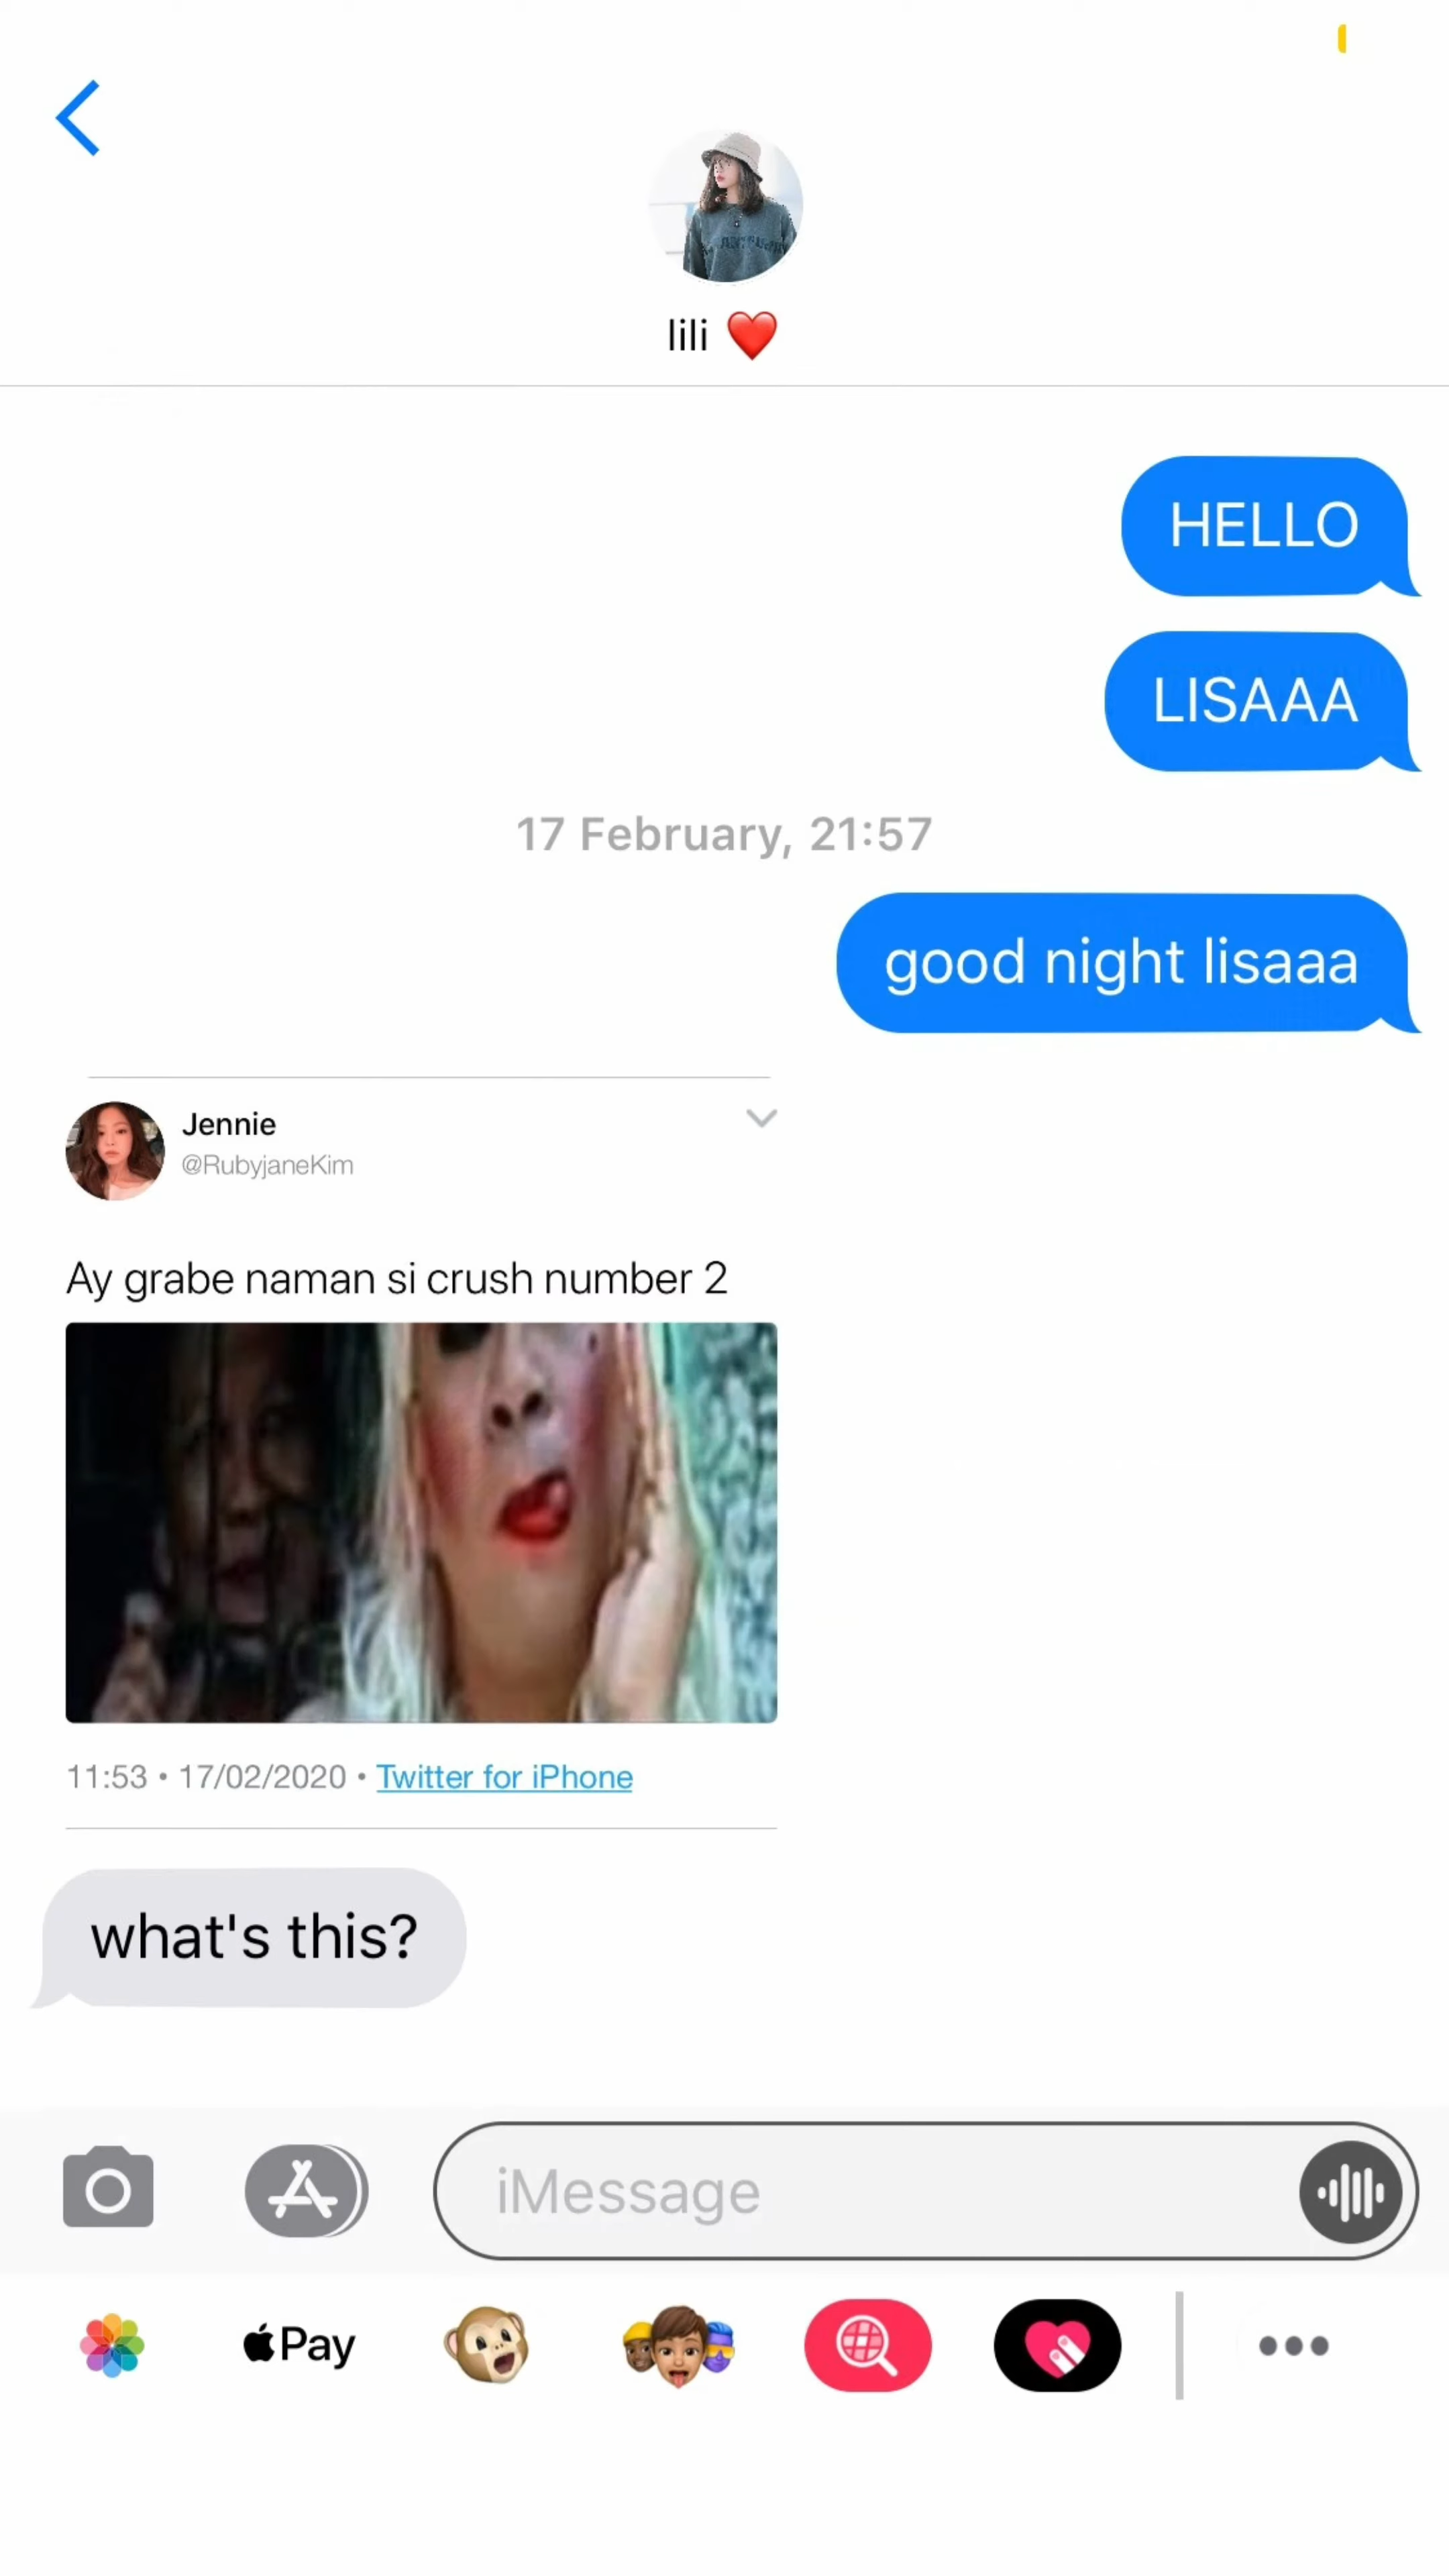 lili ❤️
HELLO
LISAAA
17 February, 21:57
good night lisaaa
Jennie
@RubyjaneKim
Ay grabe naman si crush number 2
11:53 • 17/02/2020 • Twitter for iPhone
what's this?
iMessage
Pay